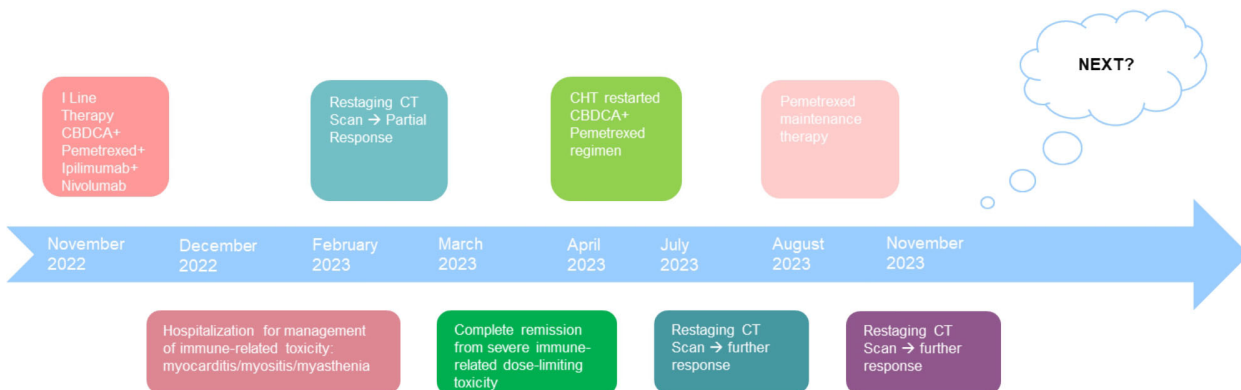 NEXT?
I Line
Therapy
CBDCA+
Pemetrexed+
Ipilimumab+
Nivolumab
Restaging CT
Scan → Partial
Response
CHT restarted
CBDCA+
Pemetrexed
regimen
Pemetrexed
maintenance
therapy
November
2022
December
2022
February
2023
March
2023
April
2023
July
2023
August
2023
November
2023
Hospitalization for management
of immune-related toxicity:
myocarditis/myositis/myasthenia
Complete remission
from severe immune-
related dose-limiting
toxicity
Restaging CT
Scan → further
response
Restaging CT
Scan → further
response